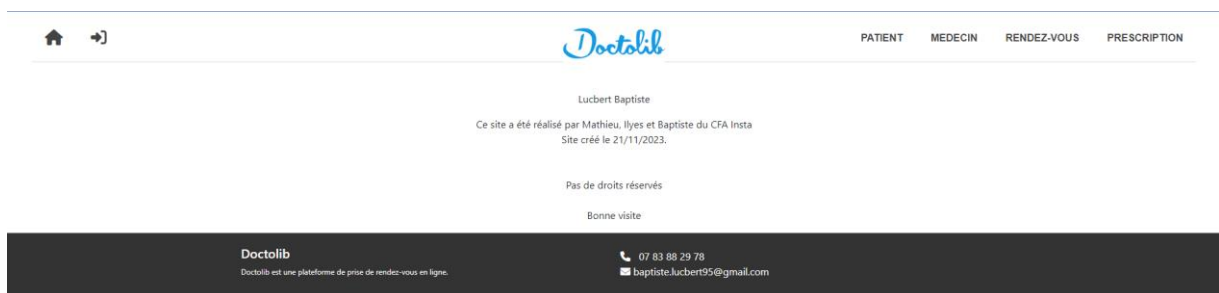 Doctolib
PATIENT MEDECIN RENDEZ-VOUS PRESCRIPTION
Lucbert Baptiste
Ce site a été réalisé par Mathieu, Ilyes et Baptiste du CFA Insta
Site créé le 21/11/2023.
Pas de droits réservés
Bonne visite
Doctolib
Doctolib est une plateforme de prise de rendez-vous en ligne.
07 83 88 29 78
baptiste.lucbert95@gmail.com